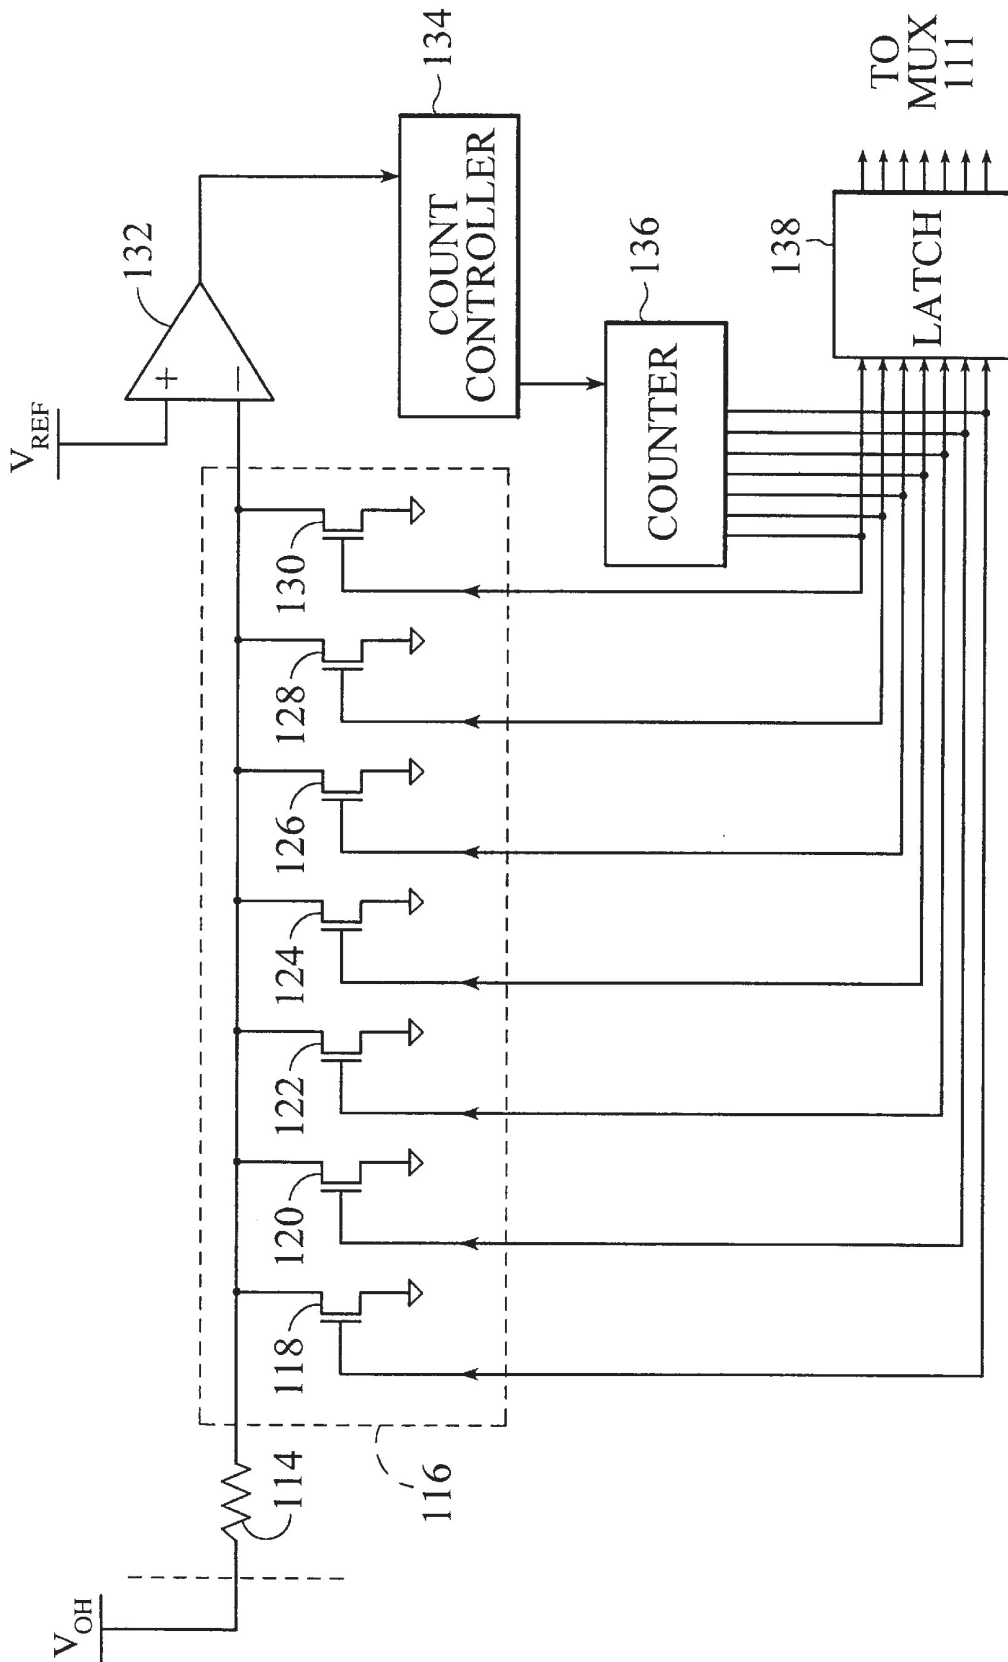 V_OH
114
116
118
120
122
124
126
128
130
V_REF
+
−
132
134
COUNT
CONTROLLER
136
COUNTER
138
LATCH
TO
MUX
111